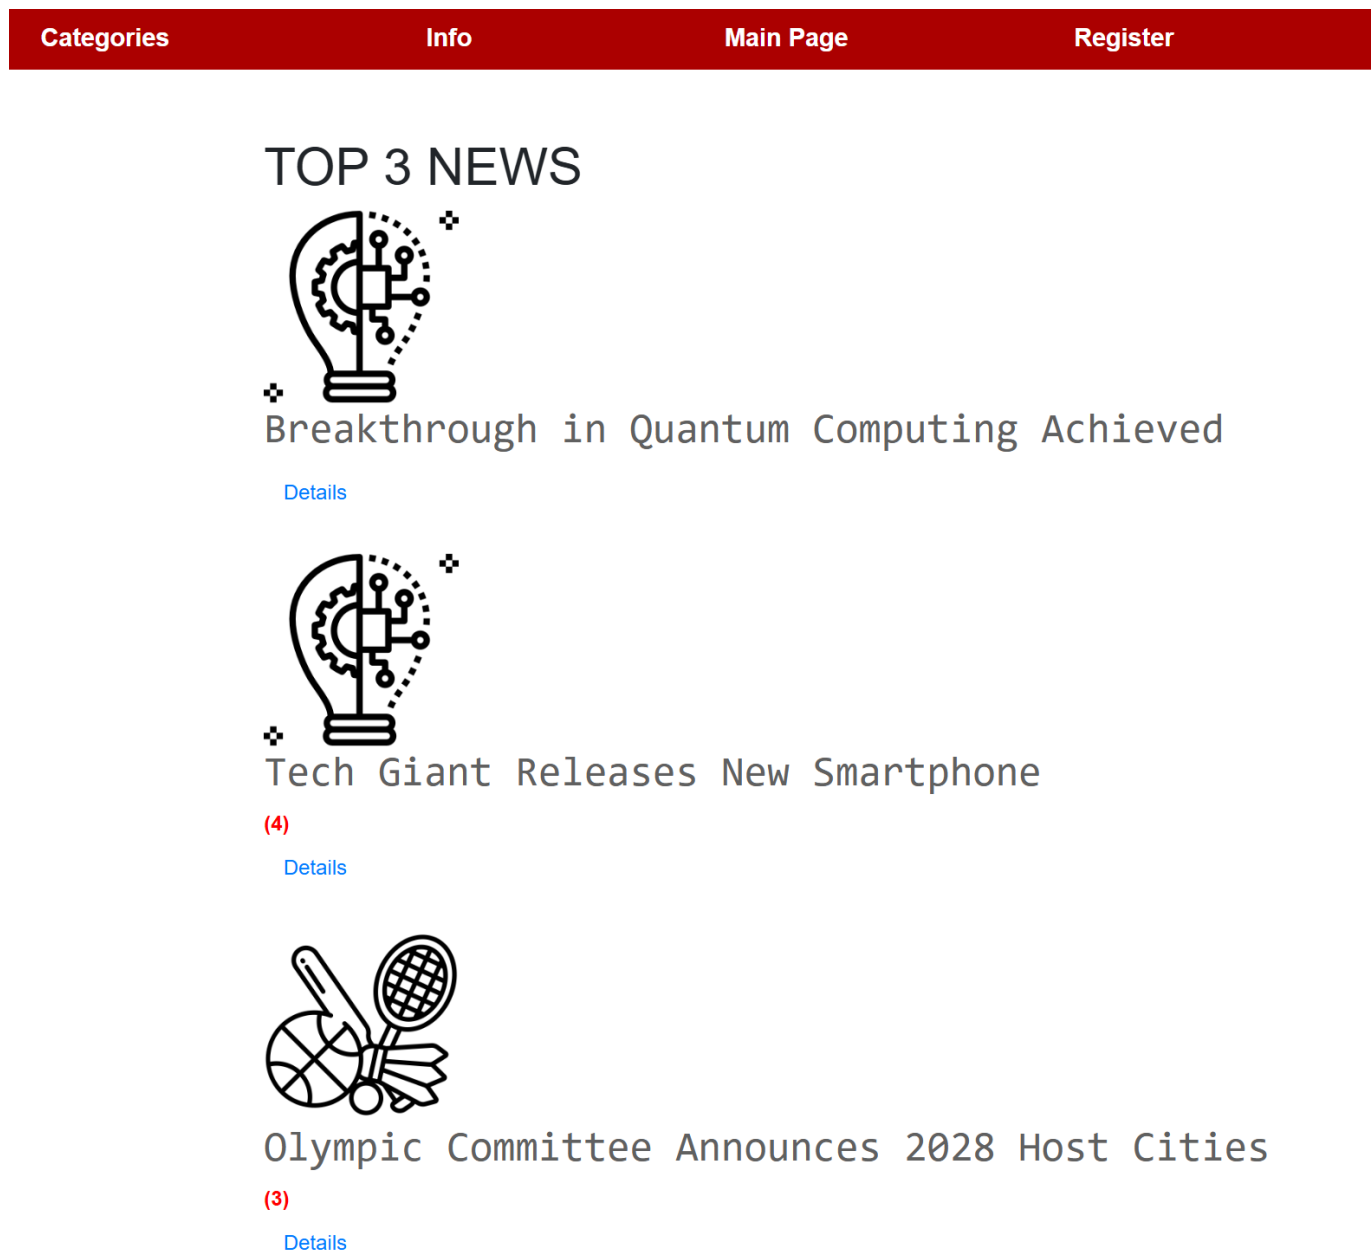 Categories Info Main Page Register
TOP 3 NEWS
Breakthrough in Quantum Computing Achieved
Details
Tech Giant Releases New Smartphone
(4)
Details
Olympic Committee Announces 2028 Host Cities
(3)
Details